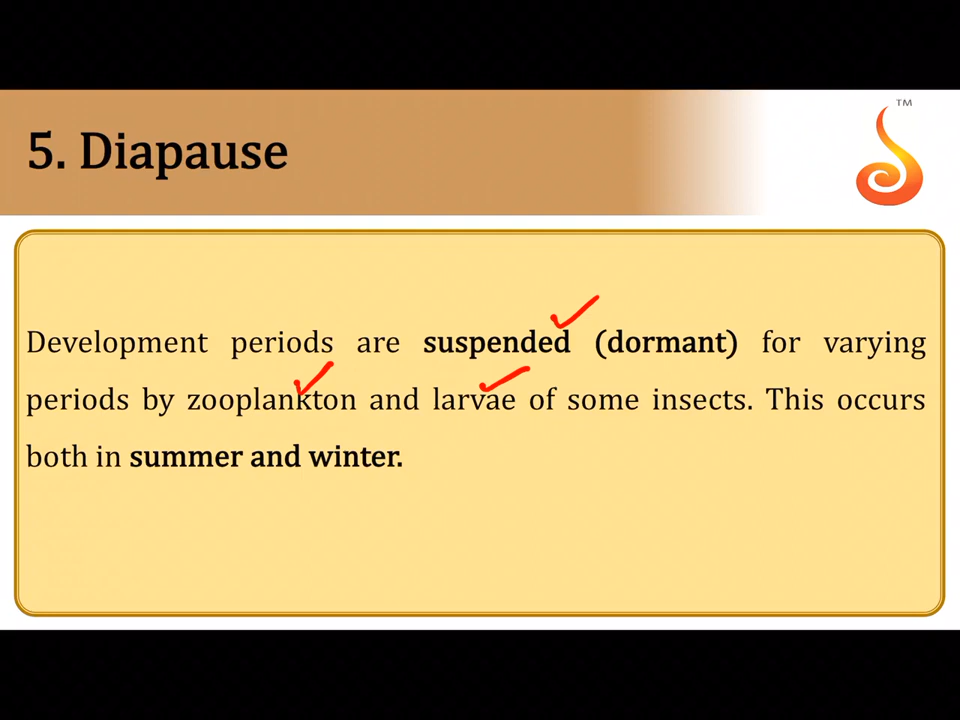 TM
5. Diapause
Development periods are suspended (dormant) for varying
periods by zooplankton and larvae of some insects. This occurs
both in summer and winter.